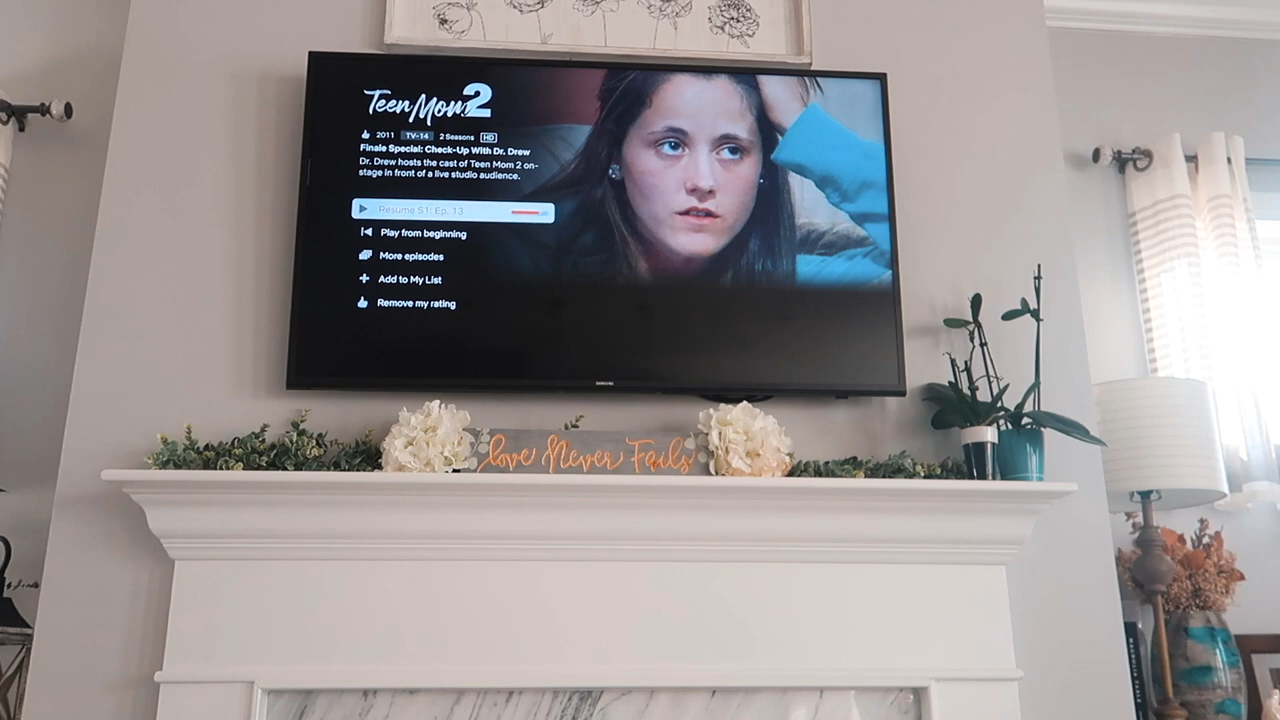 Teen Mom 2
2011 TV-14 2 Seasons HD
Finale Special: Check-Up With Dr. Drew
Dr. Drew hosts the cast of Teen Mom 2 on-
stage in front of a live studio audience.
Resume S1: Ep. 13
Play from beginning
More episodes
Add to My List
Remove my rating
SAMSUNG
love Never Fails